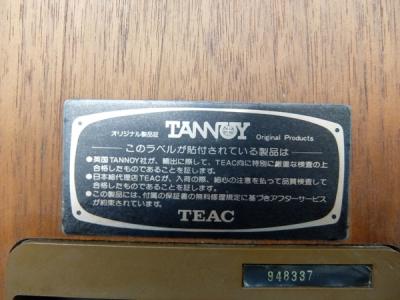 オリジナル製品証 TANNOY Original Products
このラベルが貼付されている製品は
●英国TANNOY社が、輸出に際して、TEAC向に特別に厳重な検査の上
合格したものであることを証します。
●日本総代理店TEACが、入荷の際、細心の注意を払って品質検査して
合格したものであることを証します。
●この製品には、付属の保証書の無料修理規定に基づきアフターサービス
が約束されています。
TEAC
948337